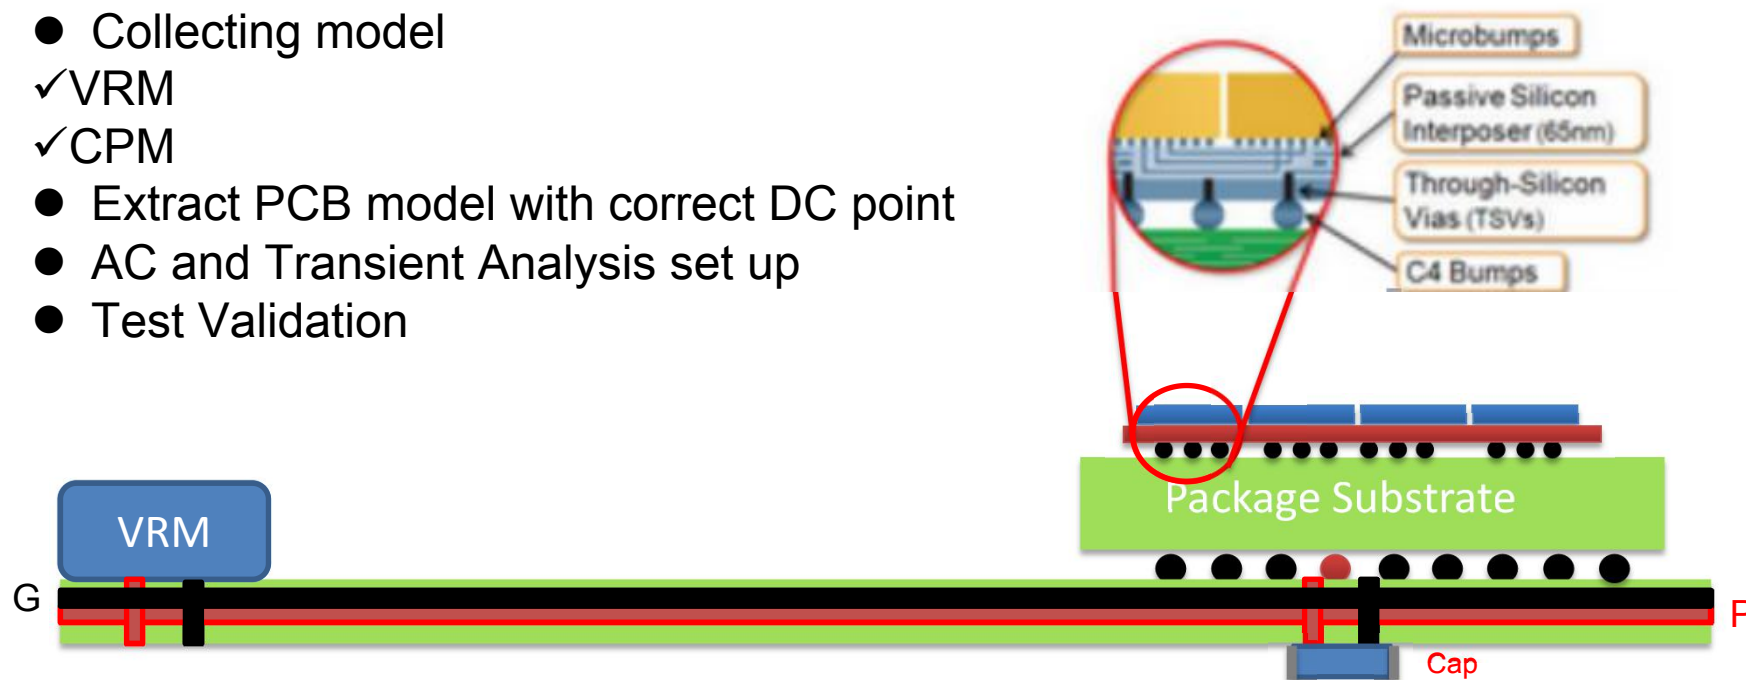 ● Collecting model
✓VRM
✓CPM
● Extract PCB model with correct DC point
● AC and Transient Analysis set up
● Test Validation
Microbumps
Passive Silicon
Interposer (65nm)
Through-Silicon
Vias (TSVs)
C4 Bumps
Package Substrate
VRM
G
P
Cap